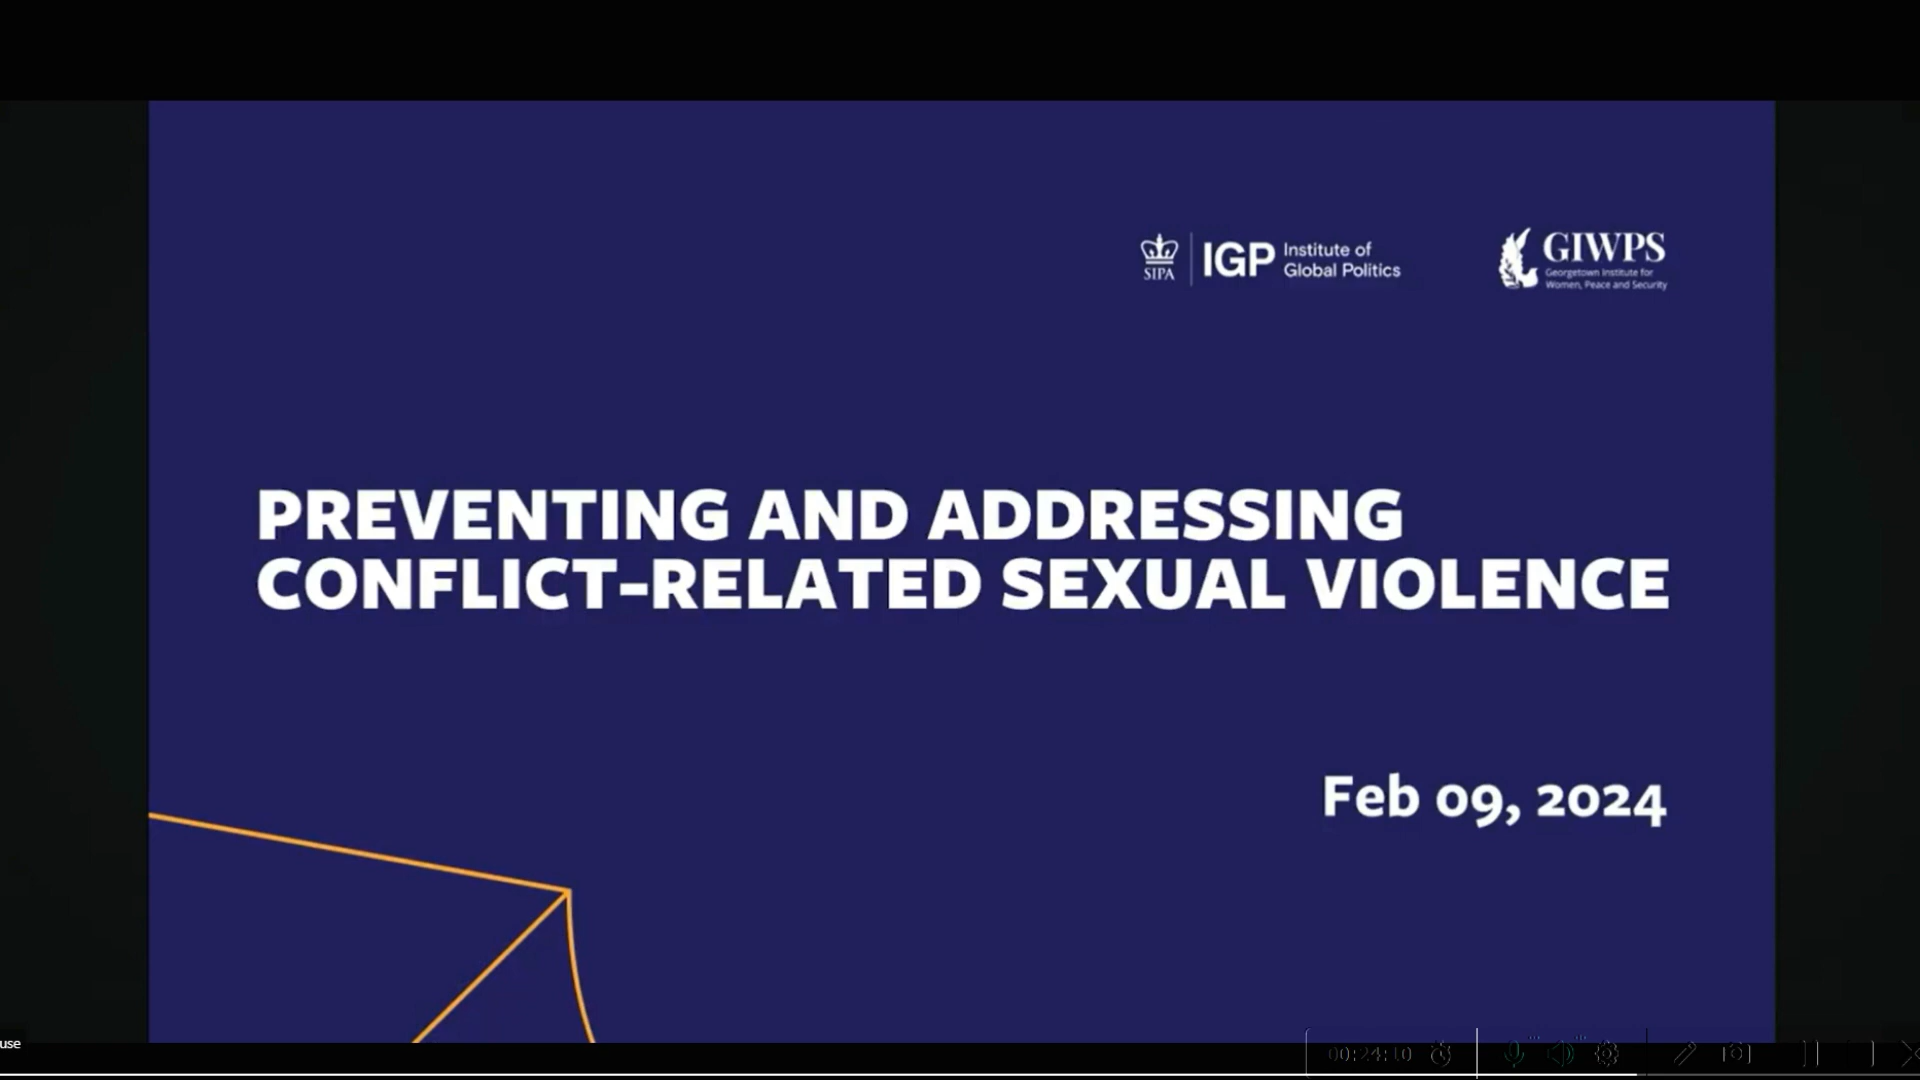 SIPA
IGP
Institute of
Global Politics
GIWPS
Georgetown Institute for
Women, Peace and Security
PREVENTING AND ADDRESSING
CONFLICT-RELATED SEXUAL VIOLENCE
Feb 09, 2024
use
00:24:10